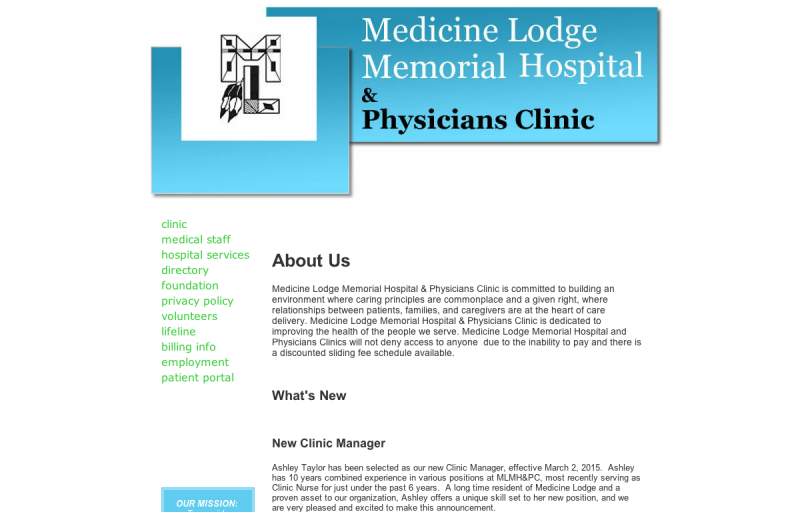 ML
Medicine Lodge
Memorial Hospital
&
Physicians Clinic
clinic
medical staff
hospital services
directory
foundation
privacy policy
volunteers
lifeline
billing info
employment
patient portal
OUR MISSION:
About Us
Medicine Lodge Memorial Hospital & Physicians Clinic is committed to building an
environment where caring principles are commonplace and a given right, where
relationships between patients, families, and caregivers are at the heart of care
delivery. Medicine Lodge Memorial Hospital & Physicians Clinic is dedicated to
improving the health of the people we serve. Medicine Lodge Memorial Hospital and
Physicians Clinics will not deny access to anyone  due to the inability to pay and there is
a discounted sliding fee schedule available.
What's New
New Clinic Manager
Ashley Taylor has been selected as our new Clinic Manager, effective March 2, 2015.  Ashley
has 10 years combined experience in various positions at MLMH&PC, most recently serving as
Clinic Nurse for just under the past 6 years.  A long time resident of Medicine Lodge and a
proven asset to our organization, Ashley offers a unique skill set to her new position, and we
are very pleased and excited to make this announcement.